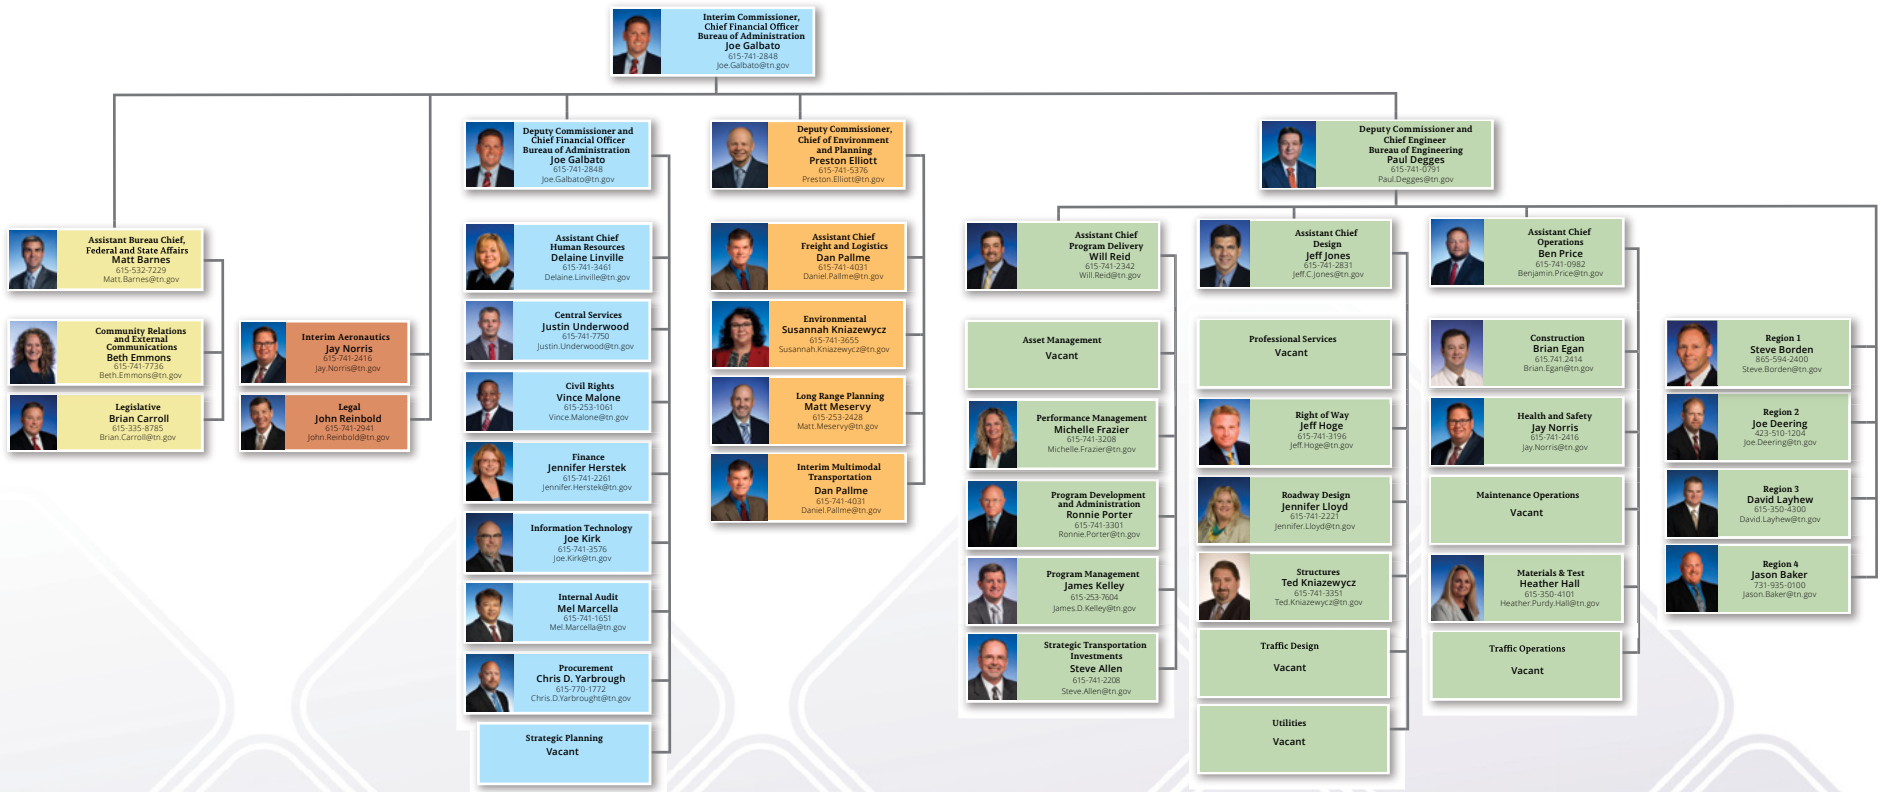 Interim Commissioner,
Chief Financial Officer
Bureau of Administration
Joe Galbato
615-741-2848
Joe.Galbato@tn.gov
Deputy Commissioner and
Chief Financial Officer
Bureau of Administration
Joe Galbato
615-741-2848
Joe.Galbato@tn.gov
Deputy Commissioner,
Chief of Environment
and Planning
Preston Elliott
615-741-5376
Preston.Elliott@tn.gov
Deputy Commissioner and
Chief Engineer
Bureau of Engineering
Paul Degges
615-741-0791
Paul.Degges@tn.gov
Assistant Bureau Chief,
Federal and State Affairs
Matt Barnes
615-532-7229
Matt.Barnes@tn.gov
Community Relations
and External
Communications
Beth Emmons
615-741-7736
Beth.Emmons@tn.gov
Legislative
Brian Carroll
615-335-8785
Brian.Carroll@tn.gov
Interim Aeronautics
Jay Norris
615-741-2416
Jay.Norris@tn.gov
Legal
John Reinbold
615-741-2941
John.Reinbold@tn.gov
Assistant Chief
Human Resources
Delaine Linville
615-741-3461
Delaine.Linville@tn.gov
Central Services
Justin Underwood
615-741-7750
Justin.Underwood@tn.gov
Civil Rights
Vince Malone
615-253-1061
Vince.Malone@tn.gov
Finance
Jennifer Herstek
615-741-2261
Jennifer.Herstek@tn.gov
Information Technology
Joe Kirk
615-741-3576
Joe.Kirk@tn.gov
Internal Audit
Mel Marcella
615-741-1651
Mel.Marcella@tn.gov
Procurement
Chris D. Yarbrough
615-770-1772
Chris.D.Yarbrought@tn.gov
Strategic Planning
Vacant
Assistant Chief
Freight and Logistics
Dan Pallme
615-741-4031
Daniel.Pallme@tn.gov
Environmental
Susannah Kniazewycz
615-741-3655
Susannah.Kniazewycz@tn.gov
Long Range Planning
Matt Meservy
615-253-2428
Matt.Meservy@tn.gov
Interim Multimodal
Transportation
Dan Pallme
615-741-4031
Daniel.Pallme@tn.gov
Assistant Chief
Program Delivery
Will Reid
615-741-2342
Will.Reid@tn.gov
Asset Management
Vacant
Performance Management
Michelle Frazier
615-741-3208
Michelle.Frazier@tn.gov
Program Development
and Administration
Ronnie Porter
615-741-3301
Ronnie.Porter@tn.gov
Program Management
James Kelley
615-253-7604
James.D.Kelley@tn.gov
Strategic Transportation
Investments
Steve Allen
615-741-2208
Steve.Allen@tn.gov
Assistant Chief
Design
Jeff Jones
615-741-2831
Jeff.C.Jones@tn.gov
Professional Services
Vacant
Right of Way
Jeff Hoge
615-741-3196
Jeff.Hoge@tn.gov
Roadway Design
Jennifer Lloyd
615-741-2221
Jennifer.Lloyd@tn.gov
Structures
Ted Kniazewycz
615-741-3351
Ted.Kniazewycz@tn.gov
Traffic Design
Vacant
Utilities
Vacant
Assistant Chief
Operations
Ben Price
615-741-0982
Benjamin.Price@tn.gov
Construction
Brian Egan
615.741.2414
Brian.Egan@tn.gov
Health and Safety
Jay Norris
615-741-2416
Jay.Norris@tn.gov
Maintenance Operations
Vacant
Materials & Test
Heather Hall
615-350-4101
Heather.Purdy.Hall@tn.gov
Traffic Operations
Vacant
Region 1
Steve Borden
865-594-2400
Steve.Borden@tn.gov
Region 2
Joe Deering
423-510-1204
Joe.Deering@tn.gov
Region 3
David Layhew
615-350-4300
David.Layhew@tn.gov
Region 4
Jason Baker
731-935-0100
Jason.Baker@tn.gov